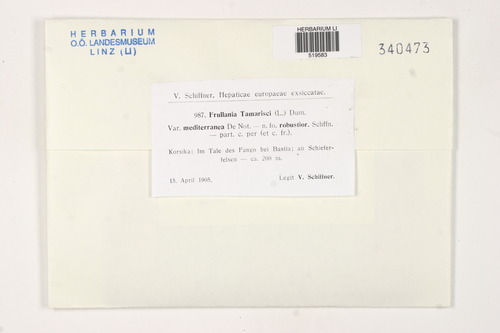 HERBARIUM
O.Ö. LANDESMUSEUM
LINZ (LI)
HERBARIUM LI
519583
340473
V. Schiffner, Hepaticae europaeae exsiccatae.
987. Frullania Tamarisci (L.) Dum.
Var. mediterranea De Not. — n. fo. robustior. Schffn.
— part. c. per (et c. fr.).
Korsika: Im Tale des Fango bei Bastia; an Schiefer-
felsen — ca. 200 m.
15. April 1905.
Legit V. Schiffner.